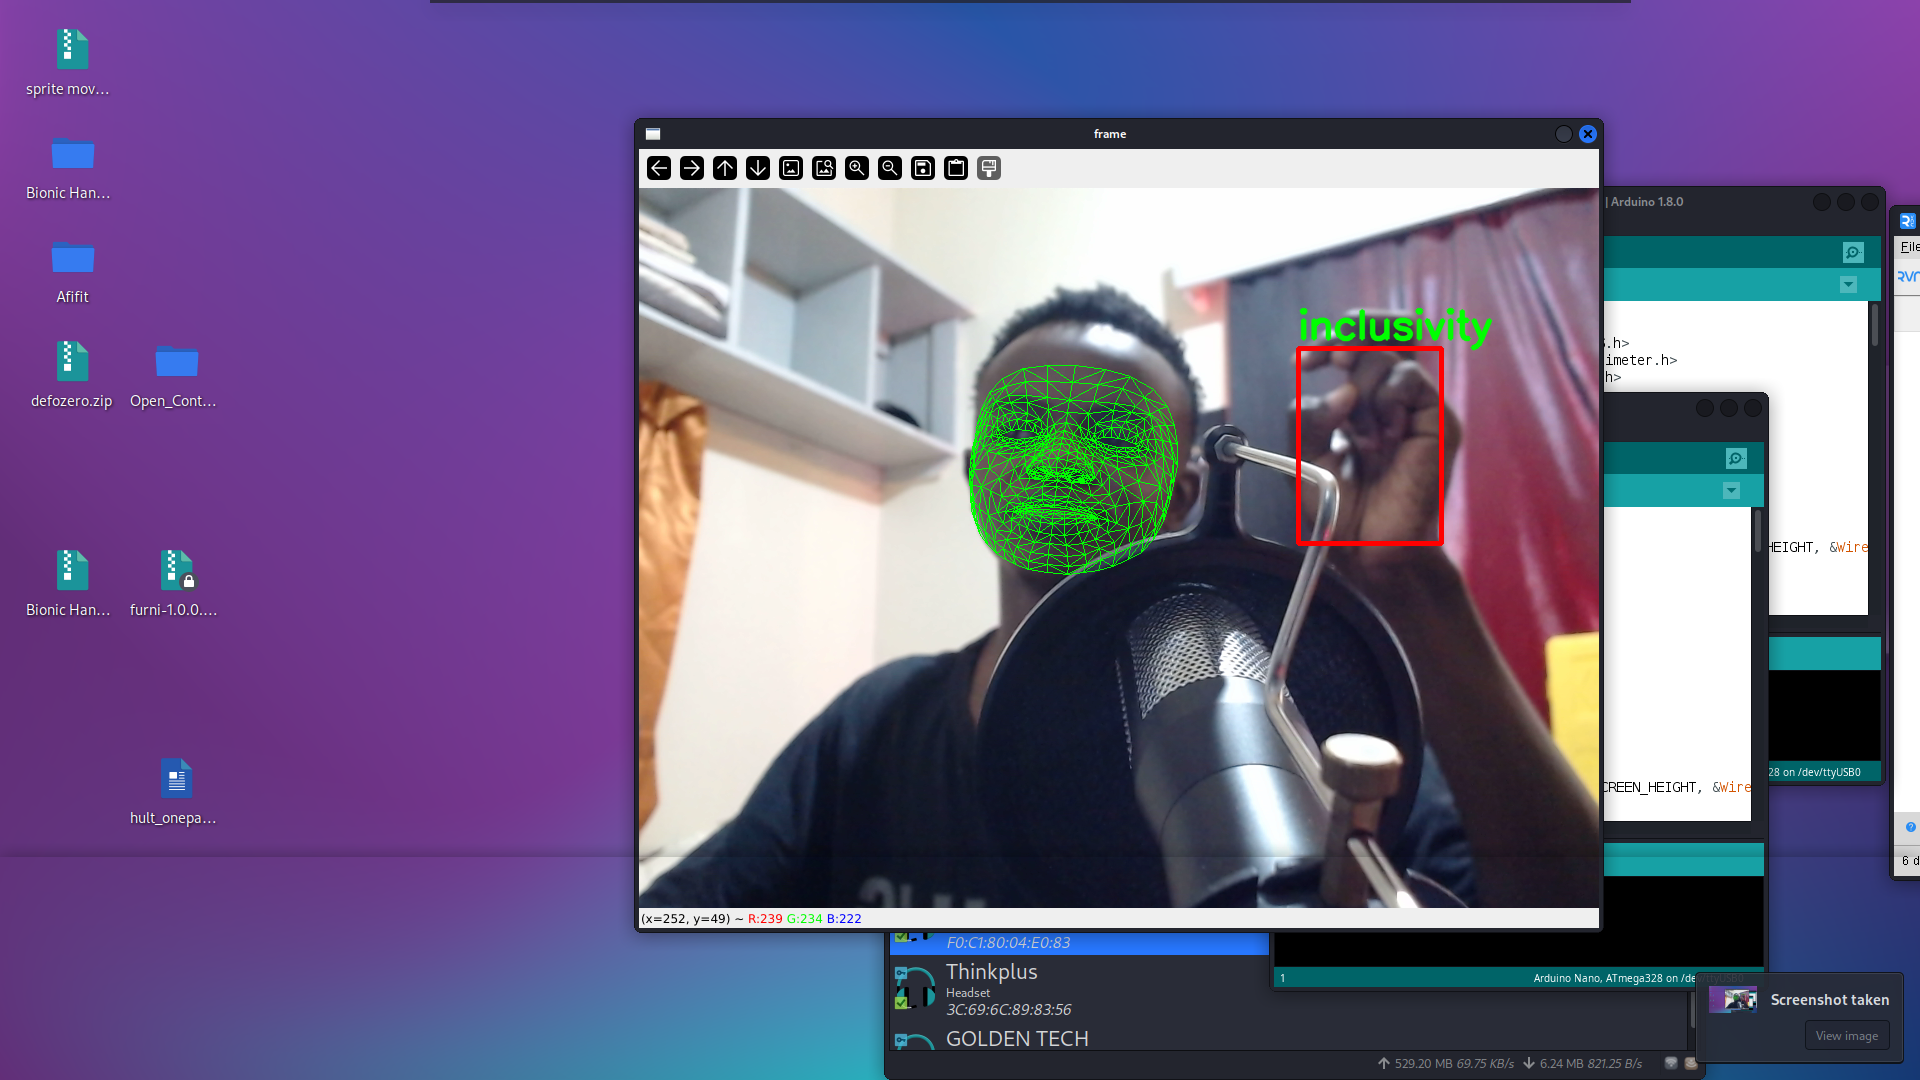 sprite mov...
Bionic Han...
Afifit
defozero.zip
Open_Cont...
Bionic Han...
furni-1.0.0....
hult_onepa...
frame
inclusivity
(x=252, y=49) ~ R:239 G:234 B:222
| Arduino 1.8.0
.h>
imeter.h>
h>
HEIGHT, &Wire
28 on /dev/ttyUSB0
CREEN_HEIGHT, &Wire
1
Arduino Nano, ATmega328 on /dev/ttyUSB0
File
6 d
F0:C1:80:04:E0:83
Thinkplus
Headset
3C:69:6C:89:83:56
GOLDEN TECH
529.20 MB 69.75 KB/s
6.24 MB 821.25 B/s
Screenshot taken
View image